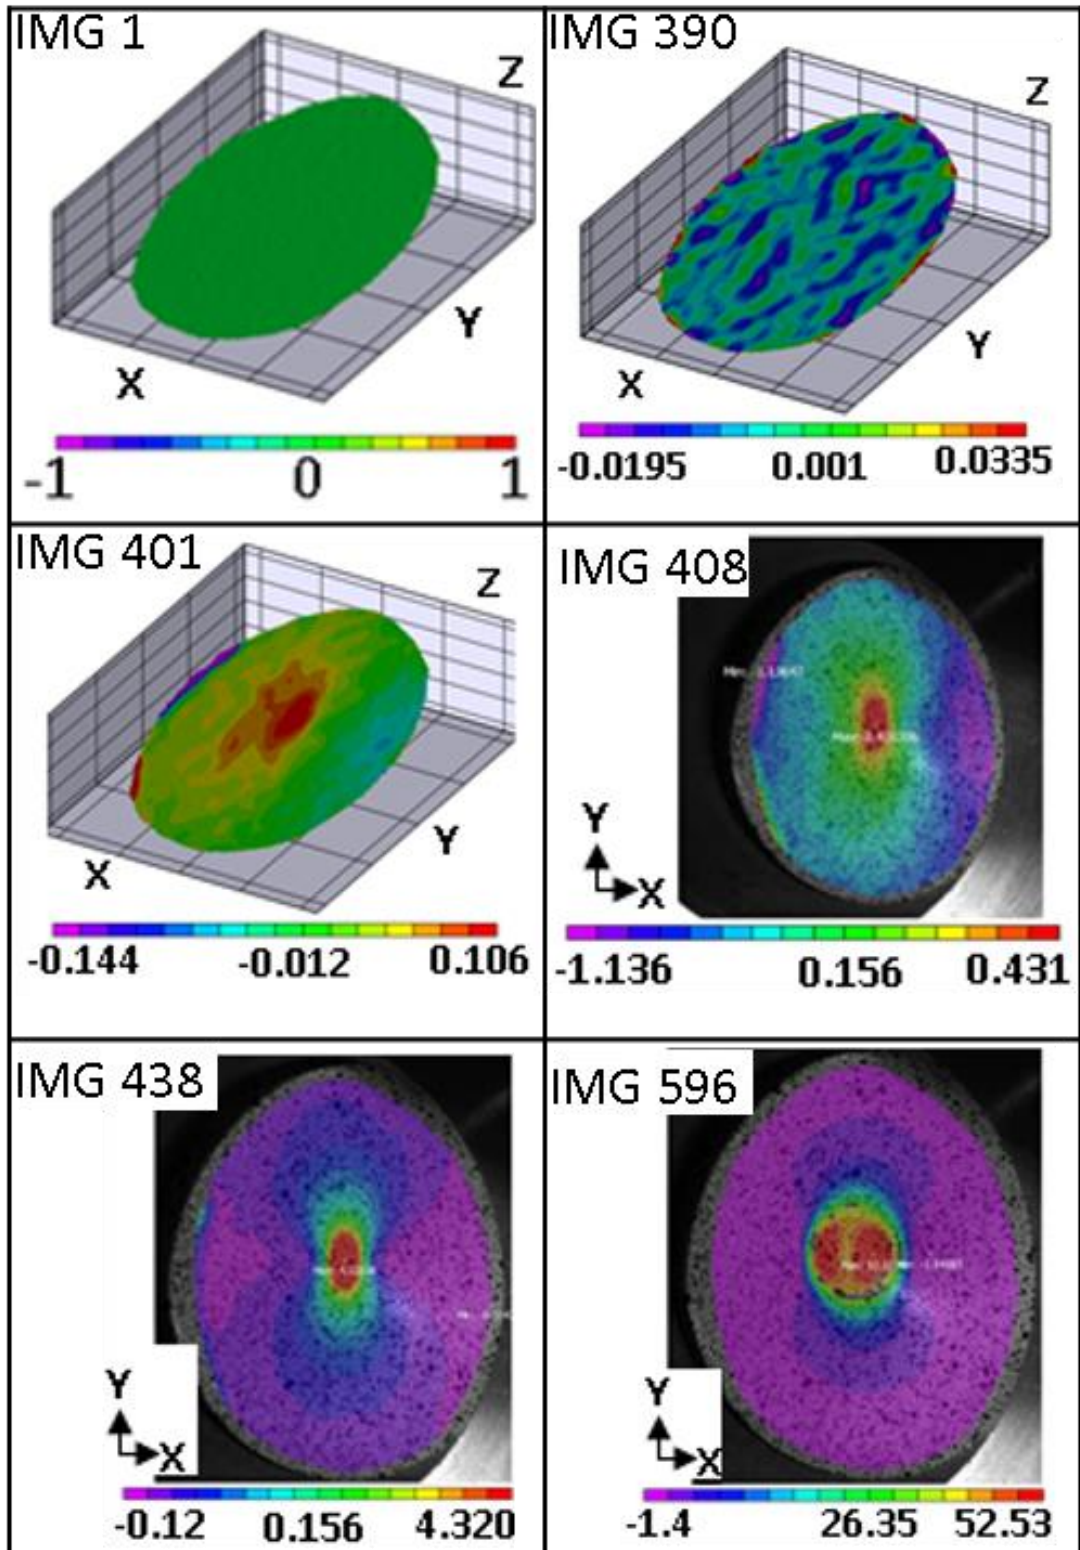 IMG 1
Z
Y
X
-1 0 1
IMG 390
Z
Y
X
-0.0195 0.001 0.0335
IMG 401
Z
Y
X
-0.144 -0.012 0.106
IMG 408
Y
X
-1.136 0.156 0.431
IMG 438
Y
X
-0.12 0.156 4.320
IMG 596
Y
X
-1.4 26.35 52.53